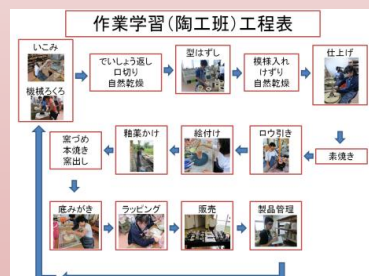 作業学習(陶工班)工程表
いこみ
機械ろくろ
でいしょう返し
口切り
自然乾燥
型はずし
模様入れ
けずり
自然乾燥
仕上げ
素焼き
ロウ引き
絵付け
釉薬かけ
窯づめ
本焼き
窯出し
底みがき
ラッピング
販売
製品管理